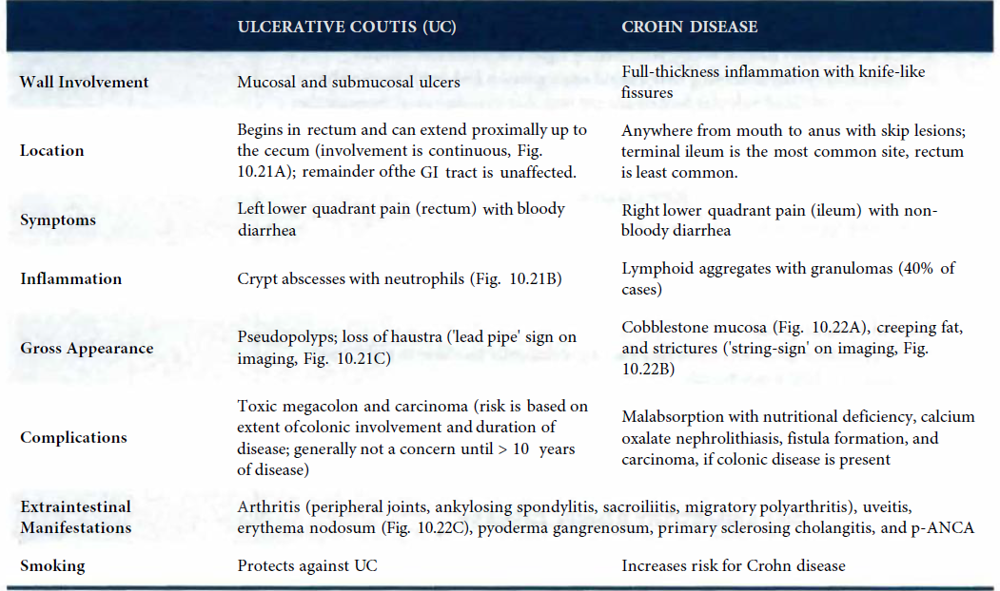 ULCERATIVE COUTIS (UC) CROHN DISEASE
Wall Involvement
Mucosal and submucosal ulcers
Full-thickness inflammation with knife-like
fissures
Location
Begins in rectum and can extend proximally up to
the cecum (involvement is continuous, Fig.
10.21A); remainder ofthe GI tract is unaffected.
Anywhere from mouth to anus with skip lesions;
terminal ileum is the most common site, rectum
is least common.
Symptoms
Left lower quadrant pain (rectum) with bloody
diarrhea
Right lower quadrant pain (ileum) with non-
bloody diarrhea
Inflammation
Crypt abscesses with neutrophils (Fig. 10.21B)
Lymphoid aggregates with granulomas (40% of
cases)
Gross Appearance
Pseudopolyps; loss of haustra ('lead pipe' sign on
imaging, Fig. 10.21C)
Cobblestone mucosa (Fig. 10.22A), creeping fat,
and strictures ('string-sign' on imaging, Fig.
10.22B)
Complications
Toxic megacolon and carcinoma (risk is based on
extent ofcolonic involvement and duration of
disease; generally not a concern until > 10 years
of disease)
Malabsorption with nutritional deficiency, calcium
oxalate nephrolithiasis, fistula formation, and
carcinoma, if colonic disease is present
Extraintestinal
Manifestations
Arthritis (peripheral joints, ankylosing spondylitis, sacroiliitis, migratory polyarthritis), uveitis,
erythema nodosum (Fig. 10.22C), pyoderma gangrenosum, primary sclerosing cholangitis, and p-ANCA
Smoking
Protects against UC
Increases risk for Crohn disease